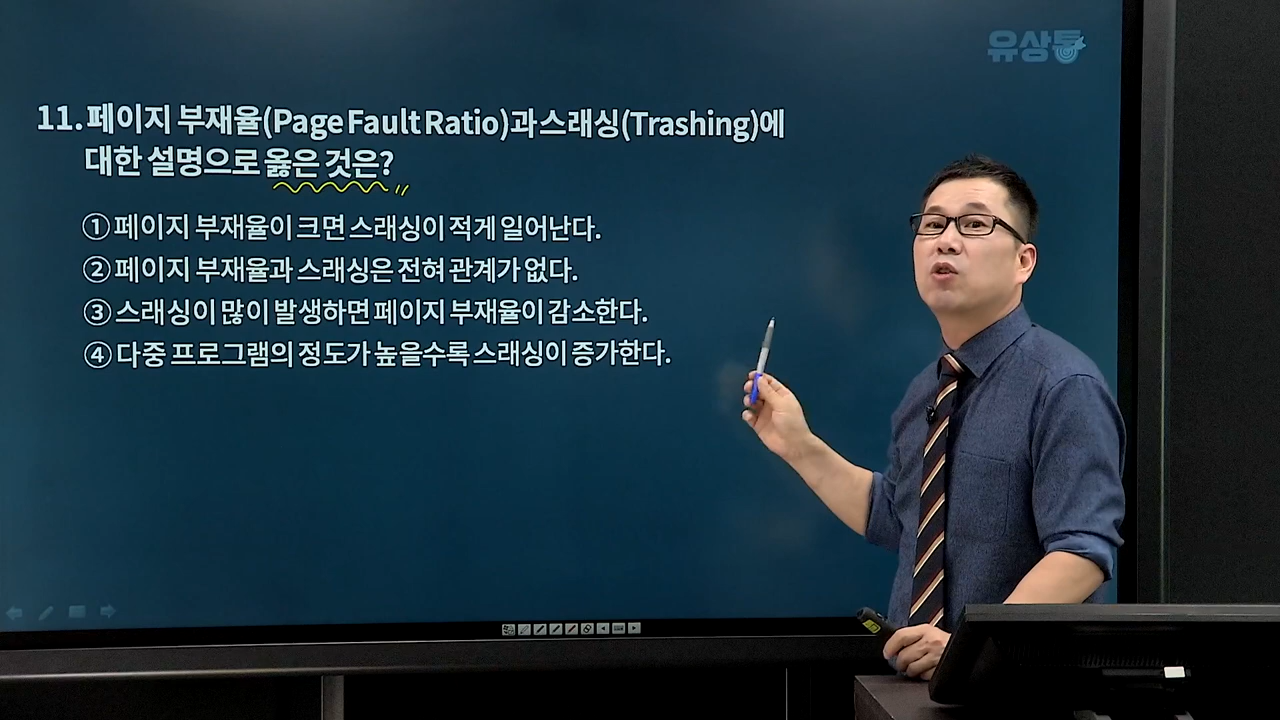 유상통
11. 페이지 부재율(Page Fault Ratio)과 스래싱(Trashing)에
대한 설명으로 옳은 것은?
① 페이지 부재율이 크면 스래싱이 적게 일어난다.
② 페이지 부재율과 스래싱은 전혀 관계가 없다.
③ 스래싱이 많이 발생하면 페이지 부재율이 감소한다.
④ 다중 프로그램의 정도가 높을수록 스래싱이 증가한다.